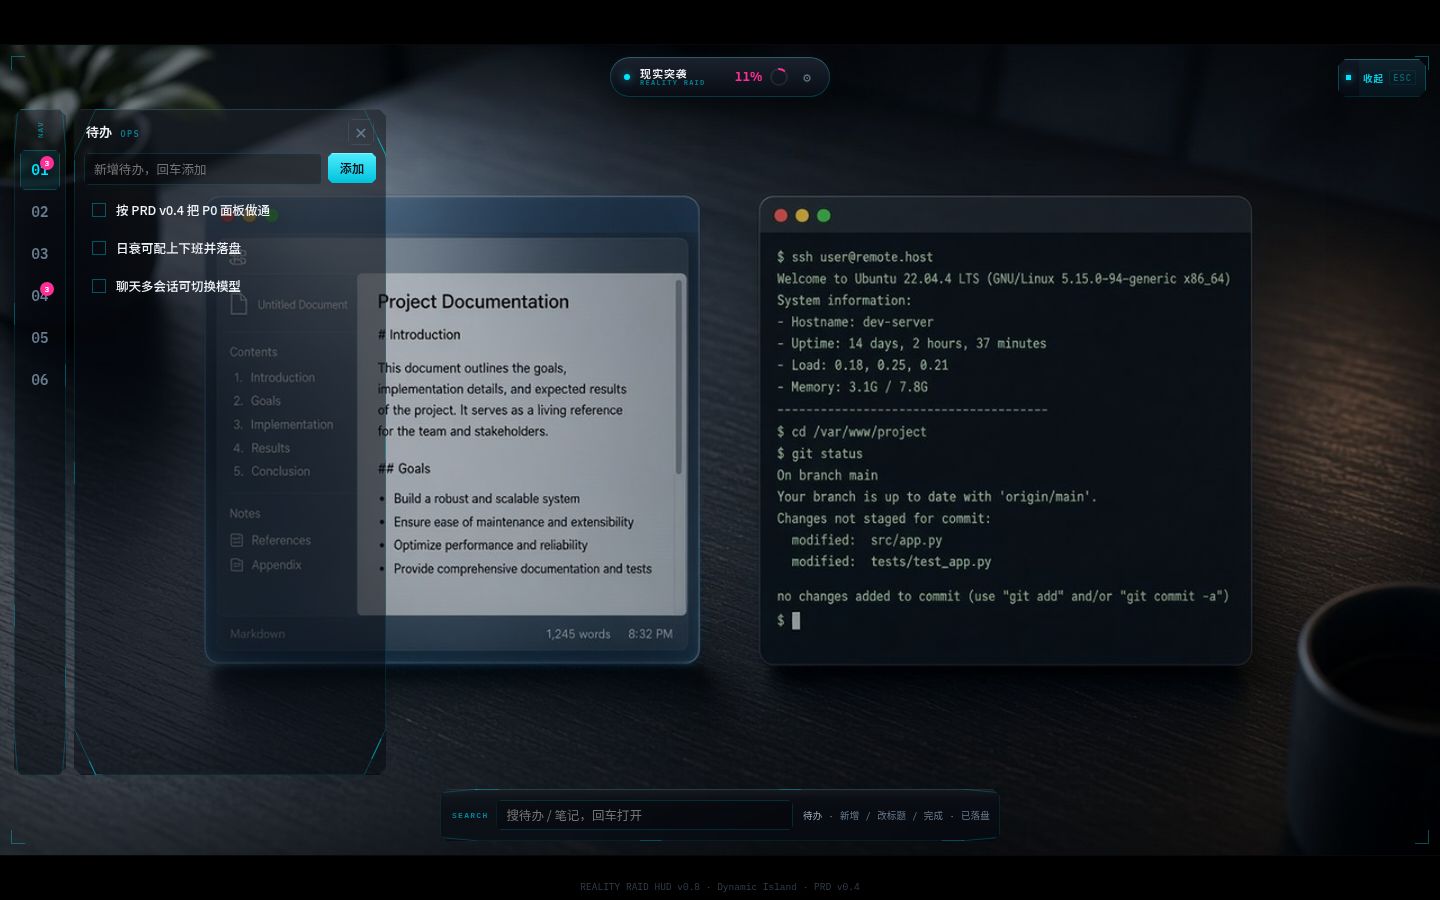 现实突袭
REALITY RAID
11%
收起 ESC
NAV
01
3
02
03
04
3
05
06
待办 OPS
新增待办，回车添加
添加
按 PRD v0.4 把 P0 面板做通
日衰可配上下班并落盘
聊天多会话可切换模型
Untitled Document
Contents
1. Introduction
2. Goals
3. Implementation
4. Results
5. Conclusion
Notes
References
Appendix
Markdown
Project Documentation
# Introduction
This document outlines the goals,
implementation details, and expected results
of the project. It serves as a living reference
for the team and stakeholders.
## Goals
• Build a robust and scalable system
• Ensure ease of maintenance and extensibility
• Optimize performance and reliability
• Provide comprehensive documentation and tests
1,245 words 8:32 PM
$ ssh user@remote.host
Welcome to Ubuntu 22.04.4 LTS (GNU/Linux 5.15.0-94-generic x86_64)
System information:
- Hostname: dev-server
- Uptime: 14 days, 2 hours, 37 minutes
- Load: 0.18, 0.25, 0.21
- Memory: 3.1G / 7.8G
-------------------------------------
$ cd /var/www/project
$ git status
On branch main
Your branch is up to date with 'origin/main'.
Changes not staged for commit:
modified: src/app.py
modified: tests/test_app.py
no changes added to commit (use "git add" and/or "git commit -a")
$
SEARCH
搜待办 / 笔记，回车打开
待办 · 新增 / 改标题 / 完成 · 已落盘
REALITY RAID HUD v0.8 · Dynamic Island · PRD v0.4